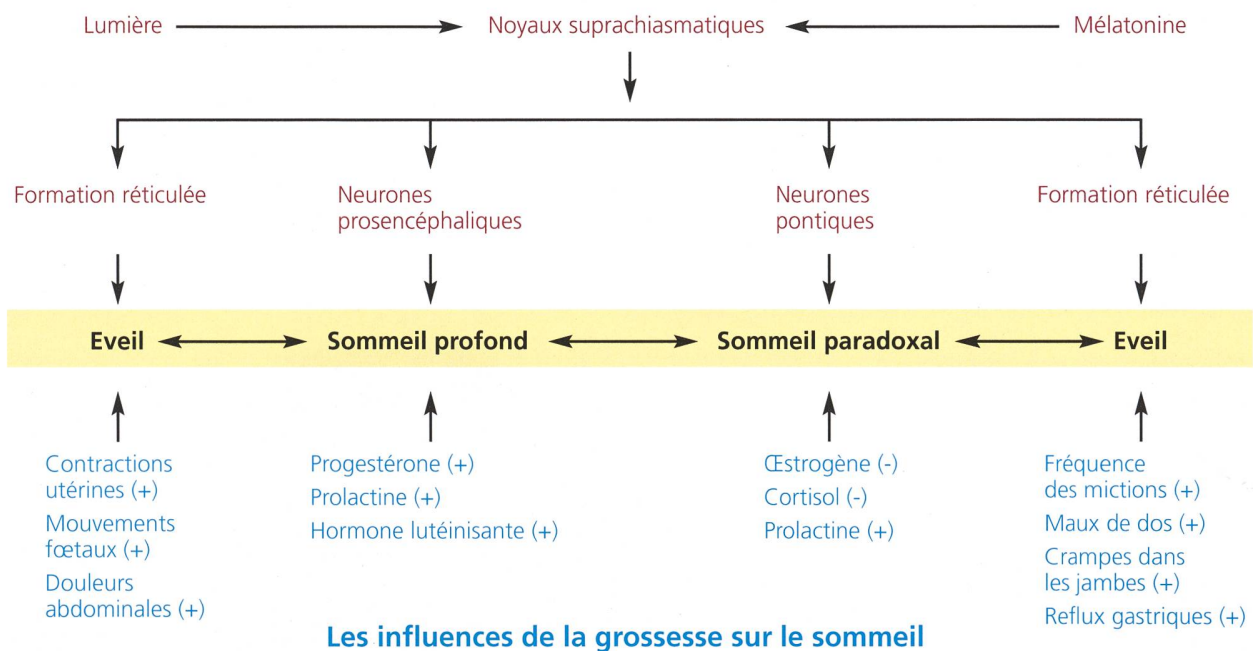 Lumière
Noyaux suprachiasmatiques
Mélatonine
Formation réticulée
Neurones
prosencéphaliques
Neurones
pontiques
Formation réticulée
Eveil
Sommeil profond
Sommeil paradoxal
Eveil
Contractions
utérines (+)
Mouvements
fœtaux (+)
Douleurs
abdominales (+)
Progestérone (+)
Prolactine (+)
Hormone lutéinisante (+)
Œstrogène (-)
Cortisol (-)
Prolactine (+)
Fréquence
des mictions (+)
Maux de dos (+)
Crampes dans
les jambes (+)
Reflux gastriques (+)
Les influences de la grossesse sur le sommeil